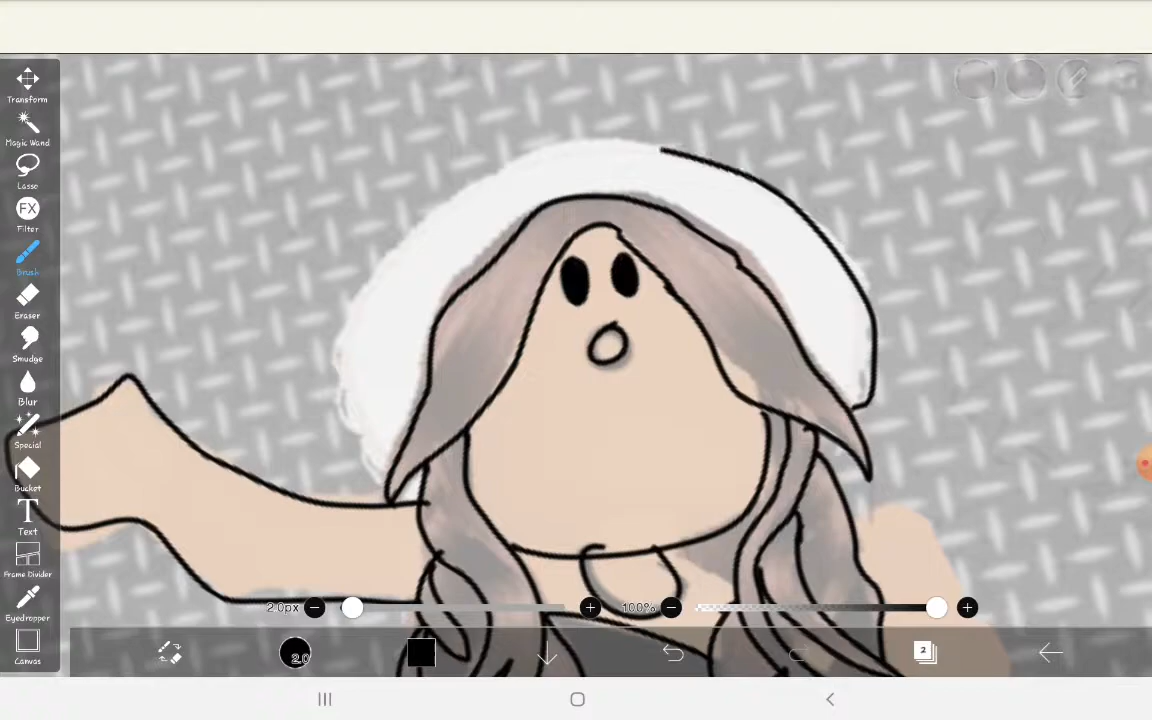 Transform
Magic Wand
Lasso
FX
Filter
Brush
Eraser
Smudge
Blur
Special
Bucket
T
Text
Frame Divider
Eyedropper
Canvas
2.0px
100%
2.0
2